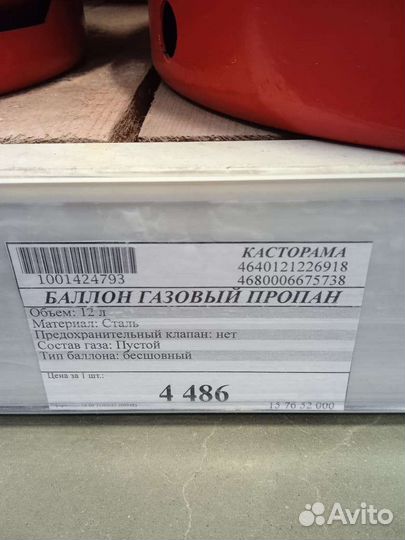 КАСТОРАМА
4640121226918
1001424793 4680006675738
БАЛЛОН ГАЗОВЫЙ ПРОПАН
Объем: 12 л
Материал: Сталь
Предохранительный клапан: нет
Состав газа: Пустой
Тип баллона: бесшовный
Цена за 1 шт.:
4 486
15 76 52 000
Avito